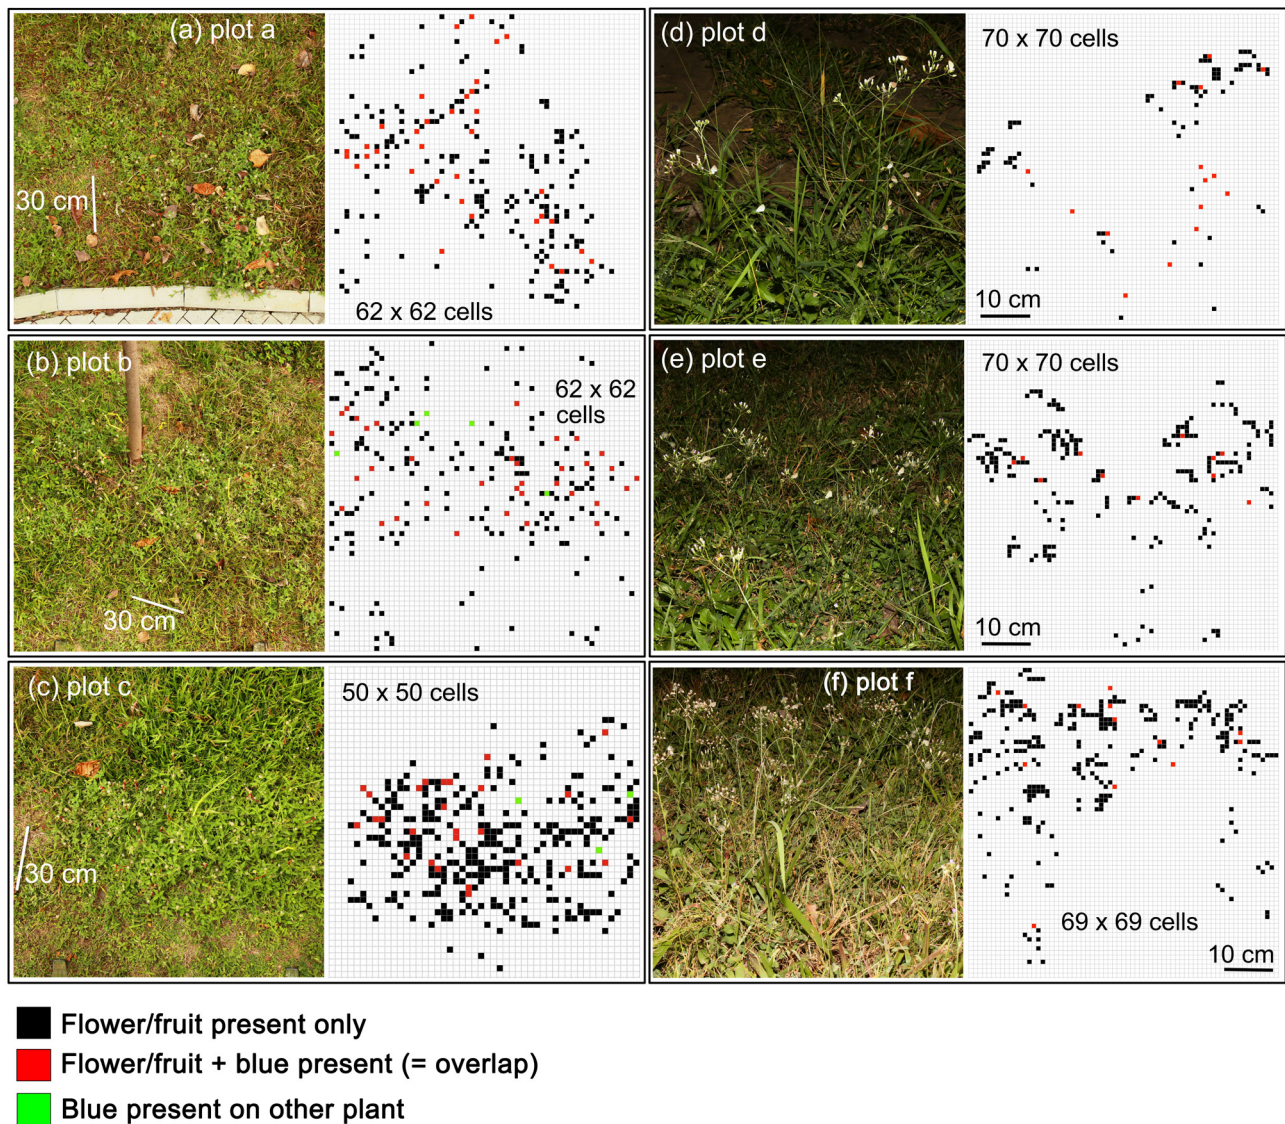 (a) plot a
30 cm
62 x 62 cells
(b) plot b
30 cm
62 x 62
cells
(c) plot c
30 cm
50 x 50 cells
(d) plot d
70 x 70 cells
10 cm
(e) plot e
70 x 70 cells
10 cm
(f) plot f
69 x 69 cells
10 cm
Flower/fruit present only
Flower/fruit + blue present (= overlap)
Blue present on other plant